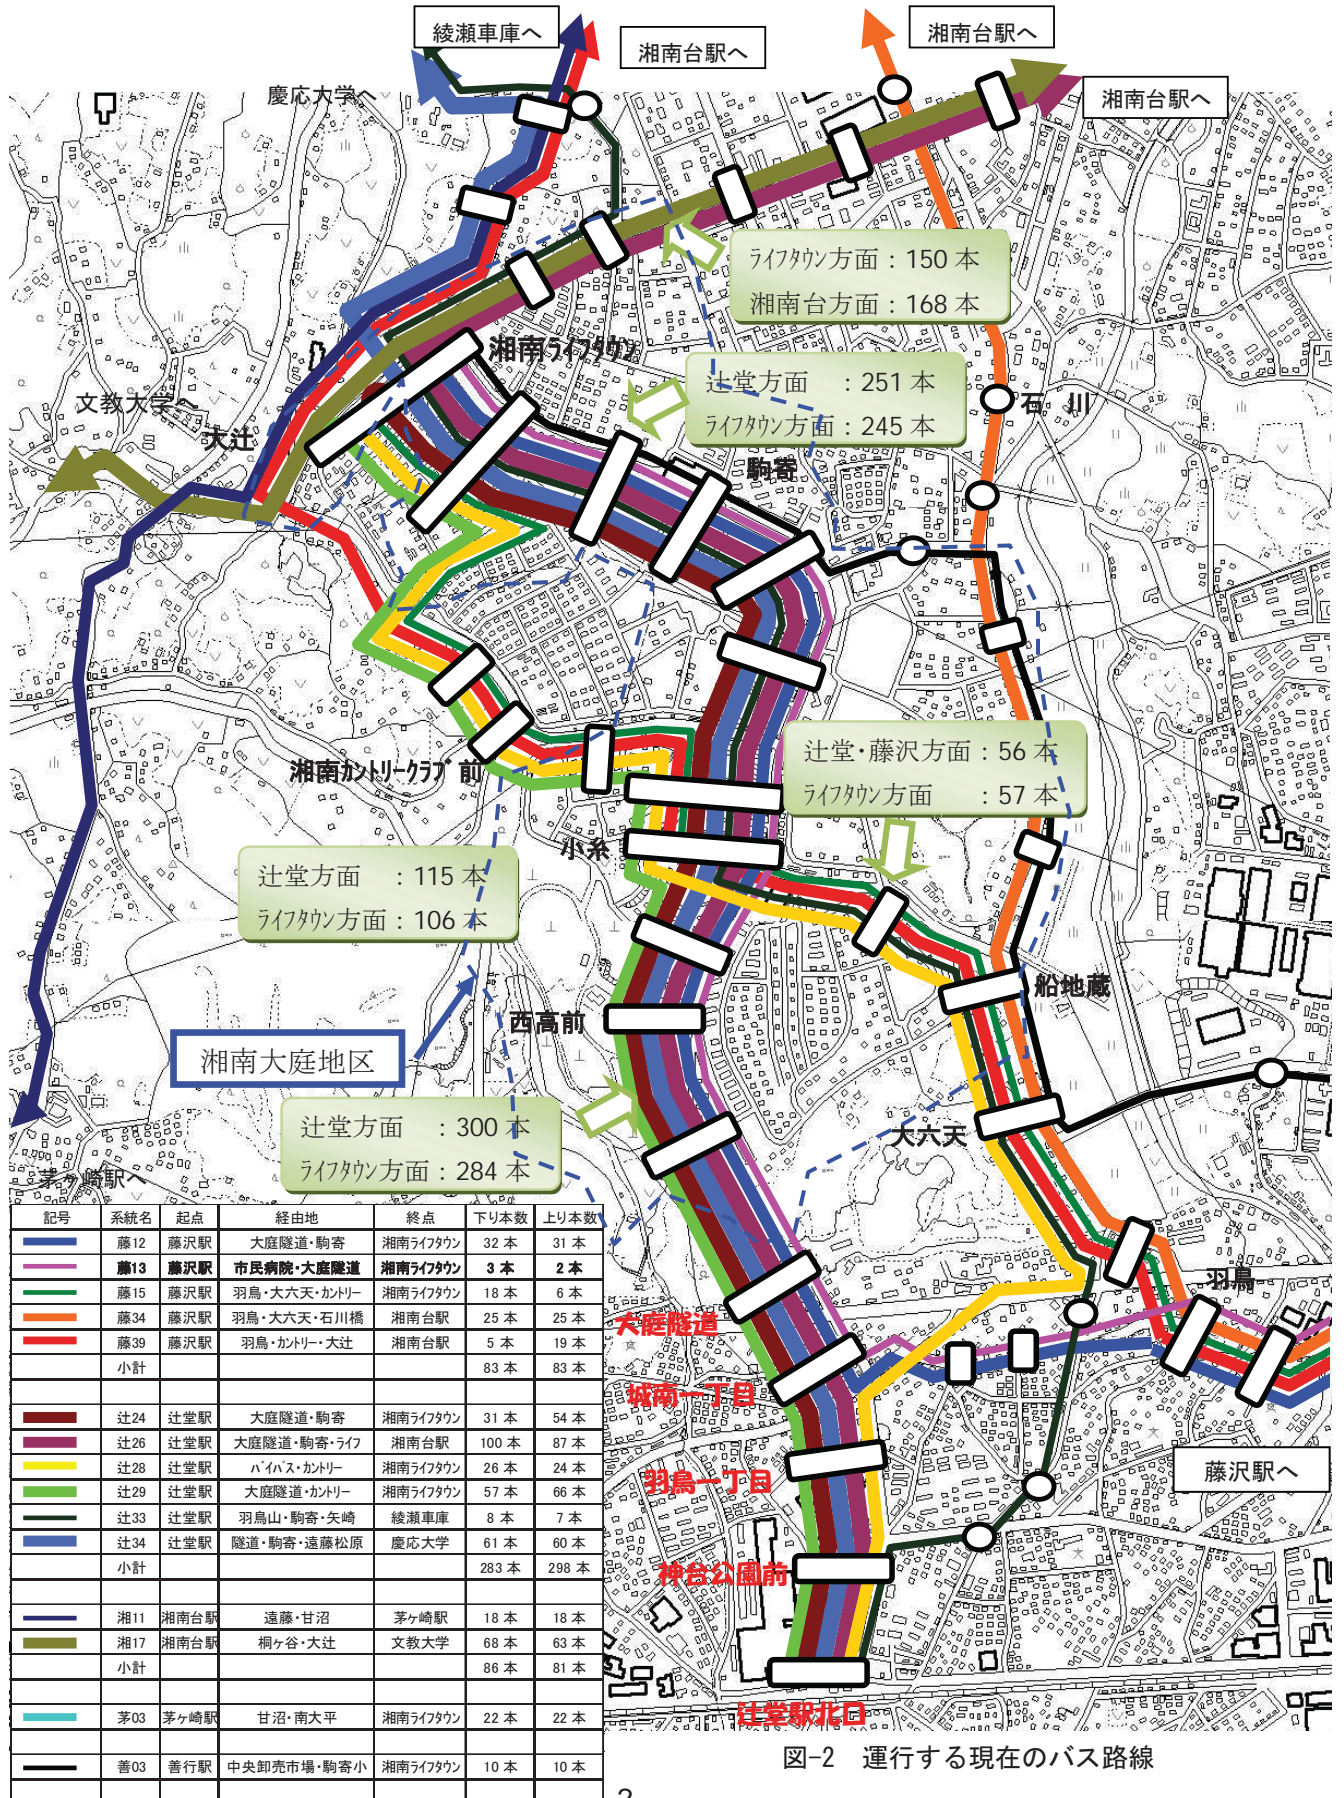 綾瀬車庫へ
湘南台駅へ
湘南台駅へ
慶応大学へ
湘南台駅へ
ライフタウン方面：150 本
湘南台方面：168 本
湘南ライフタウン
辻堂方面　：251 本
ライフタウン方面：245 本
文教大学へ
大辻
石　川
駒寄
辻堂・藤沢方面：56 本
ライフタウン方面　：57 本
湘南カントリークラブ前
小糸
辻堂方面　：115 本
ライフタウン方面：106 本
船地蔵
西高前
湘南大庭地区
辻堂方面　：300 本
ライフタウン方面：284 本
大六天
茅ヶ崎駅へ
羽鳥
大庭隧道
城南一丁目
羽鳥一丁目
藤沢駅へ
神台公園前
辻堂駅北口
記号 系統名 起点 経由地 終点 下り本数 上り本数
藤12 藤沢駅 大庭隧道・駒寄 湘南ライフタウン 32 本 31 本
藤13 藤沢駅 市民病院・大庭隧道 湘南ライフタウン 3 本 2 本
藤15 藤沢駅 羽鳥・大六天・カントリー 湘南ライフタウン 18 本 6 本
藤34 藤沢駅 羽鳥・大六天・石川橋 湘南台駅 25 本 25 本
藤39 藤沢駅 羽鳥・カントリー・大辻 湘南台駅 5 本 19 本
小計 83 本 83 本
辻24 辻堂駅 大庭隧道・駒寄 湘南ライフタウン 31 本 54 本
辻26 辻堂駅 大庭隧道・駒寄・ライフ 湘南台駅 100 本 87 本
辻28 辻堂駅 バイパス・カントリー 湘南ライフタウン 26 本 24 本
辻29 辻堂駅 大庭隧道・カントリー 湘南ライフタウン 57 本 66 本
辻33 辻堂駅 羽鳥山・駒寄・矢崎 綾瀬車庫 8 本 7 本
辻34 辻堂駅 隧道・駒寄・遠藤松原 慶応大学 61 本 60 本
小計 283 本 298 本
湘11 湘南台駅 遠藤・甘沼 茅ヶ崎駅 18 本 18 本
湘17 湘南台駅 桐ヶ谷・大辻 文教大学 68 本 63 本
小計 86 本 81 本
茅03 茅ヶ崎駅 甘沼・南大平 湘南ライフタウン 22 本 22 本
善03 善行駅 中央卸売市場・駒寄小 湘南ライフタウン 10 本 10 本
図-2　運行する現在のバス路線